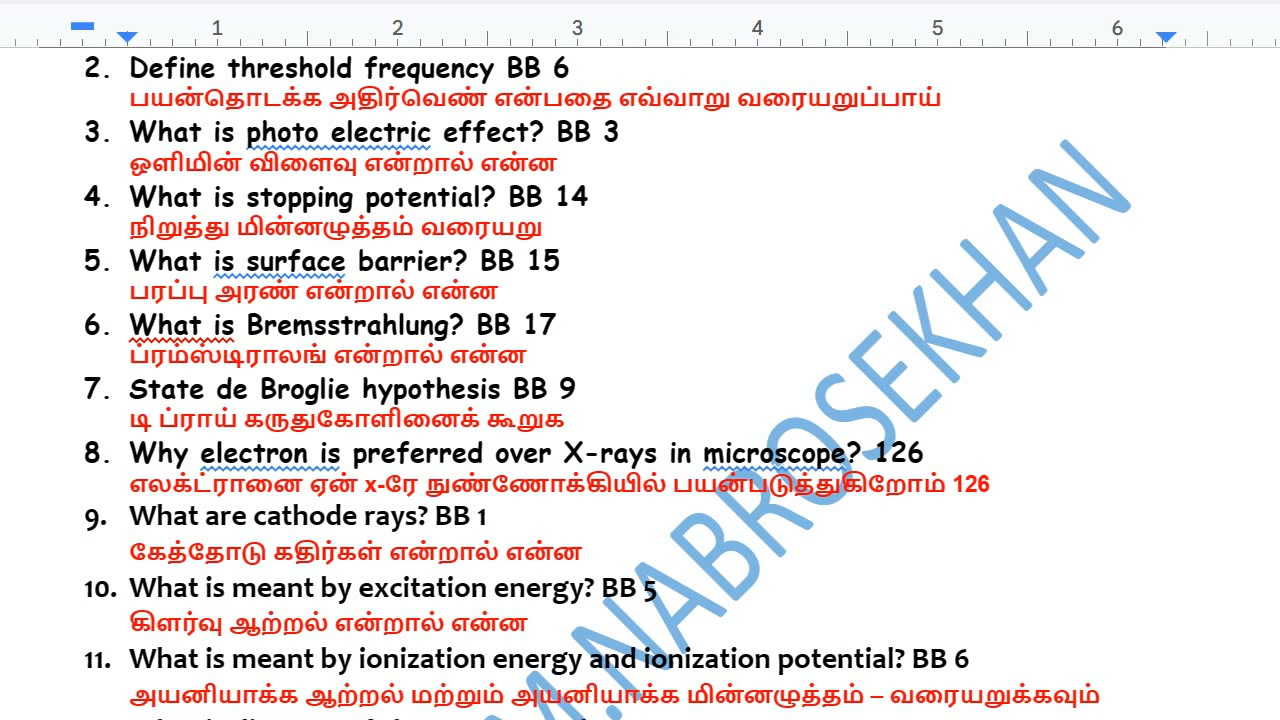 1 2 3 4 5 6
2. Define threshold frequency BB 6
பயன்தொடக்க அதிர்வெண் என்பதை எவ்வாறு வரையறுப்பாய்
3. What is photo electric effect? BB 3
ஒளிமின் விளைவு என்றால் என்ன
4. What is stopping potential? BB 14
நிறுத்து மின்னழுத்தம் வரையறு
5. What is surface barrier? BB 15
பரப்பு அரண் என்றால் என்ன
6. What is Bremsstrahlung? BB 17
ப்ரம்ஸ்டிராலங் என்றால் என்ன
7. State de Broglie hypothesis BB 9
டி ப்ராய் கருதுகோளினைக் கூறுக
8. Why electron is preferred over X-rays in microscope? 126
எலக்ட்ரானை ஏன் x-ரே நுண்ணோக்கியில் பயன்படுத்துகிறோம் 126
9. What are cathode rays? BB 1
கேத்தோடு கதிர்கள் என்றால் என்ன
10. What is meant by excitation energy? BB 5
கிளர்வு ஆற்றல் என்றால் என்ன
11. What is meant by ionization energy and ionization potential? BB 6
அயனியாக்க ஆற்றல் மற்றும் அயனியாக்க மின்னழுத்தம் – வரையறுக்கவும்
M.NABROSEKHAN